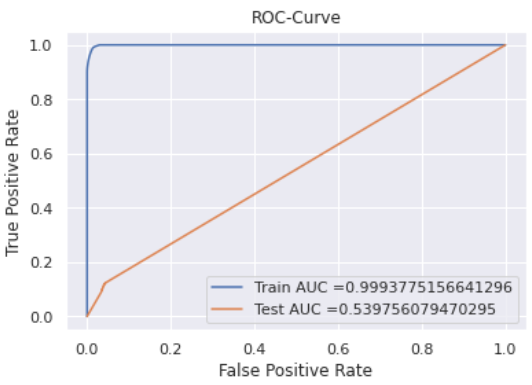 ROC-Curve
True Positive Rate
1.0
0.8
0.6
0.4
0.2
0.0
Train AUC =0.9993775156641296
Test AUC =0.539756079470295
0.0 0.2 0.4 0.6 0.8 1.0
False Positive Rate